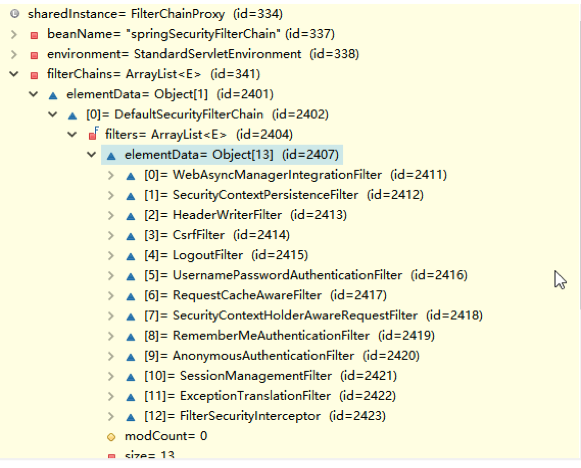 sharedInstance= FilterChainProxy (id=334)
beanName= "springSecurityFilterChain" (id=337)
environment= StandardServletEnvironment (id=338)
filterChains= ArrayList<E> (id=341)
elementData= Object[1] (id=2401)
[0]= DefaultSecurityFilterChain (id=2402)
filters= ArrayList<E> (id=2404)
elementData= Object[13] (id=2407)
[0]= WebAsyncManagerIntegrationFilter (id=2411)
[1]= SecurityContextPersistenceFilter (id=2412)
[2]= HeaderWriterFilter (id=2413)
[3]= CsrfFilter (id=2414)
[4]= LogoutFilter (id=2415)
[5]= UsernamePasswordAuthenticationFilter (id=2416)
[6]= RequestCacheAwareFilter (id=2417)
[7]= SecurityContextHolderAwareRequestFilter (id=2418)
[8]= RememberMeAuthenticationFilter (id=2419)
[9]= AnonymousAuthenticationFilter (id=2420)
[10]= SessionManagementFilter (id=2421)
[11]= ExceptionTranslationFilter (id=2422)
[12]= FilterSecurityInterceptor (id=2423)
modCount= 0
size= 13